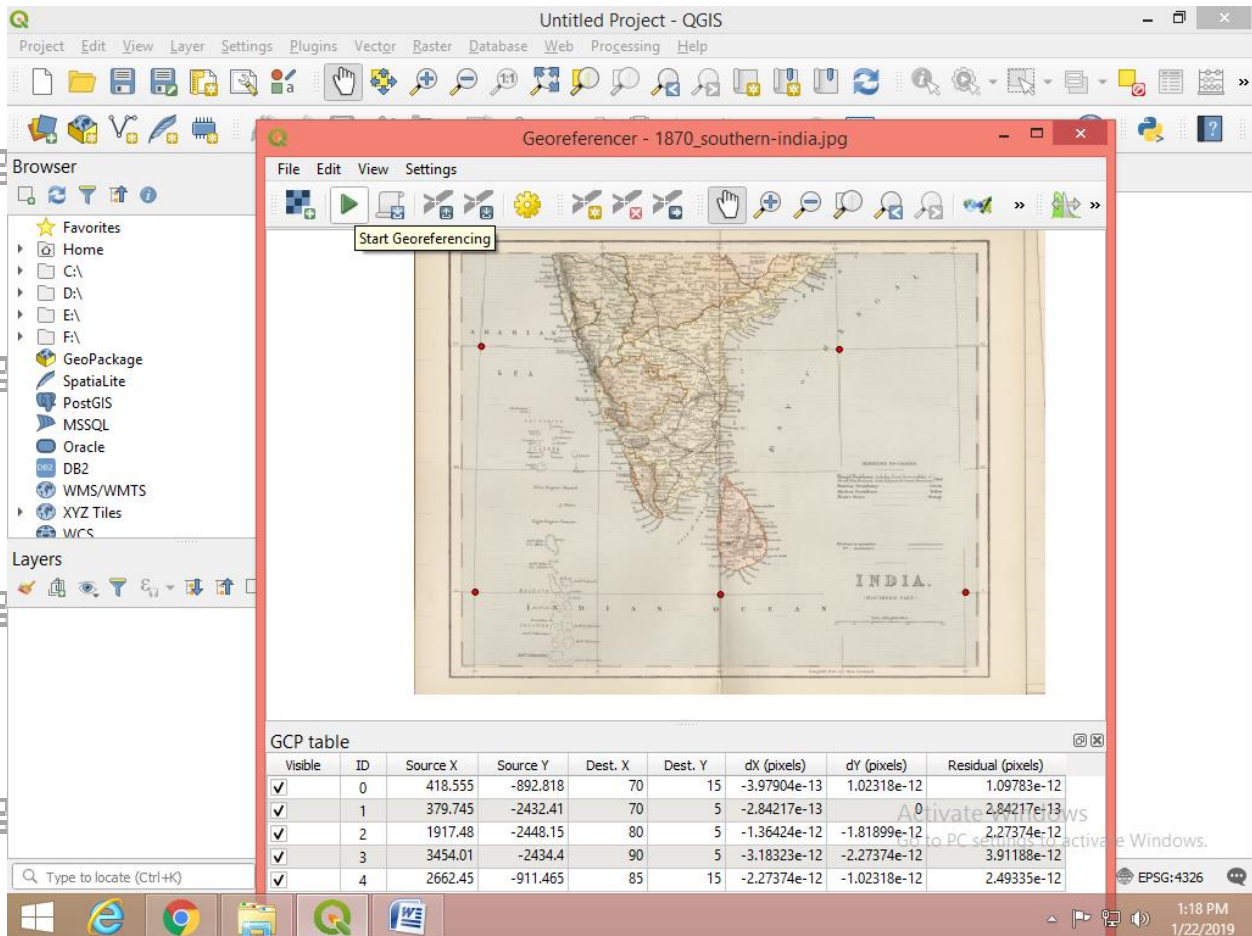 Untitled Project - QGIS
Project Edit View Layer Settings Plugins Vector Raster Database Web Processing Help
Georeferencer - 1870_southern-india.jpg
File Edit View Settings
Start Georeferencing
Browser
Favorites
Home
C:\
D:\
E:\
F:\
GeoPackage
SpatiaLite
PostGIS
MSSQL
Oracle
DB2
WMS/WMTS
XYZ Tiles
WCS
Layers
ARABIAN
SEA
INDIA.
(SOUTHERN PART)
INDIAN OCEAN
GCP table
Visible ID Source X Source Y Dest. X Dest. Y dX (pixels) dY (pixels) Residual (pixels)
0 418.555 -892.818 70 15 -3.97904e-13 1.02318e-12 1.09783e-12
1 379.745 -2432.41 70 5 -2.84217e-13 0 2.84217e-13
2 1917.48 -2448.15 80 5 -1.36424e-12 -1.81899e-12 2.27374e-12
3 3454.01 -2434.4 90 5 -3.18323e-12 -2.27374e-12 3.91188e-12
4 2662.45 -911.465 85 15 -2.27374e-12 -1.02318e-12 2.49335e-12
Activate Windows
Go to PC settings to activate Windows.
Type to locate (Ctrl+K)
EPSG:4326
1:18 PM
1/22/2019